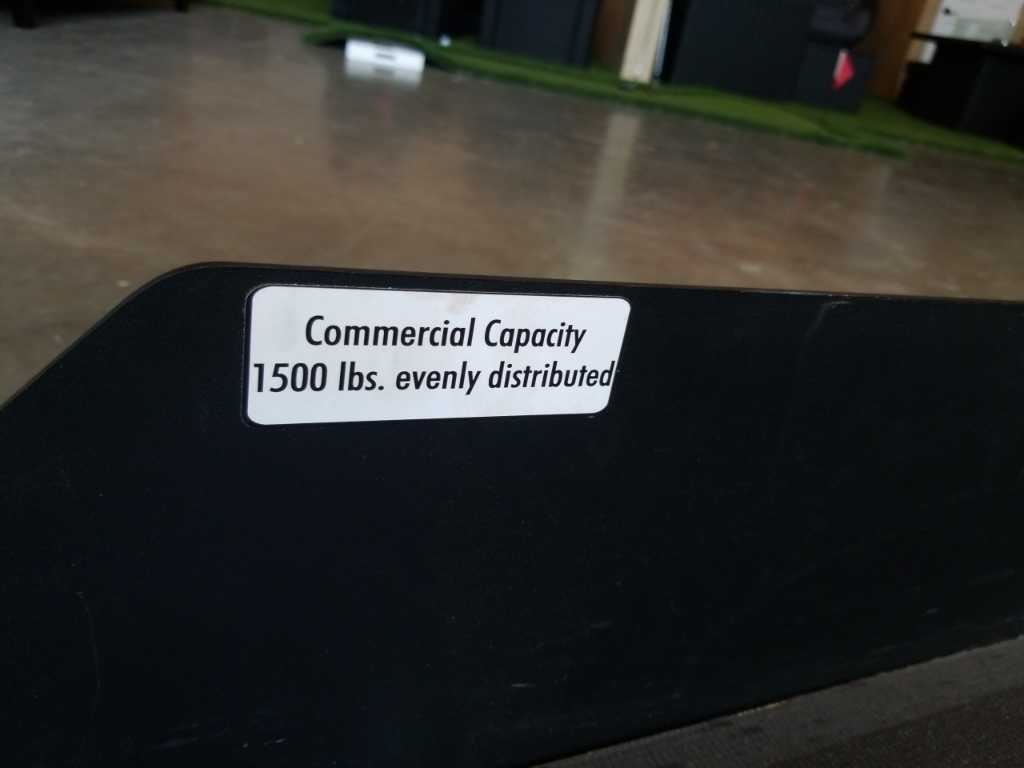 Commercial Capacity
1500 lbs. evenly distributed